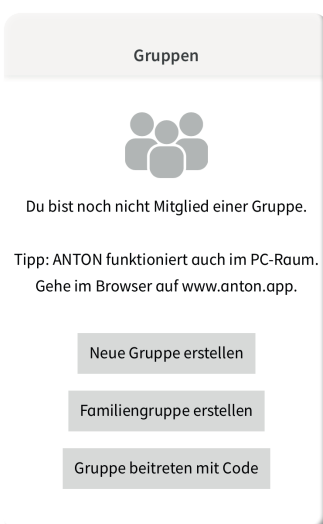 Gruppen
Du bist noch nicht Mitglied einer Gruppe.
Tipp: ANTON funktioniert auch im PC-Raum.
Gehe im Browser auf www.anton.app.
Neue Gruppe erstellen
Familiengruppe erstellen
Gruppe beitreten mit Code